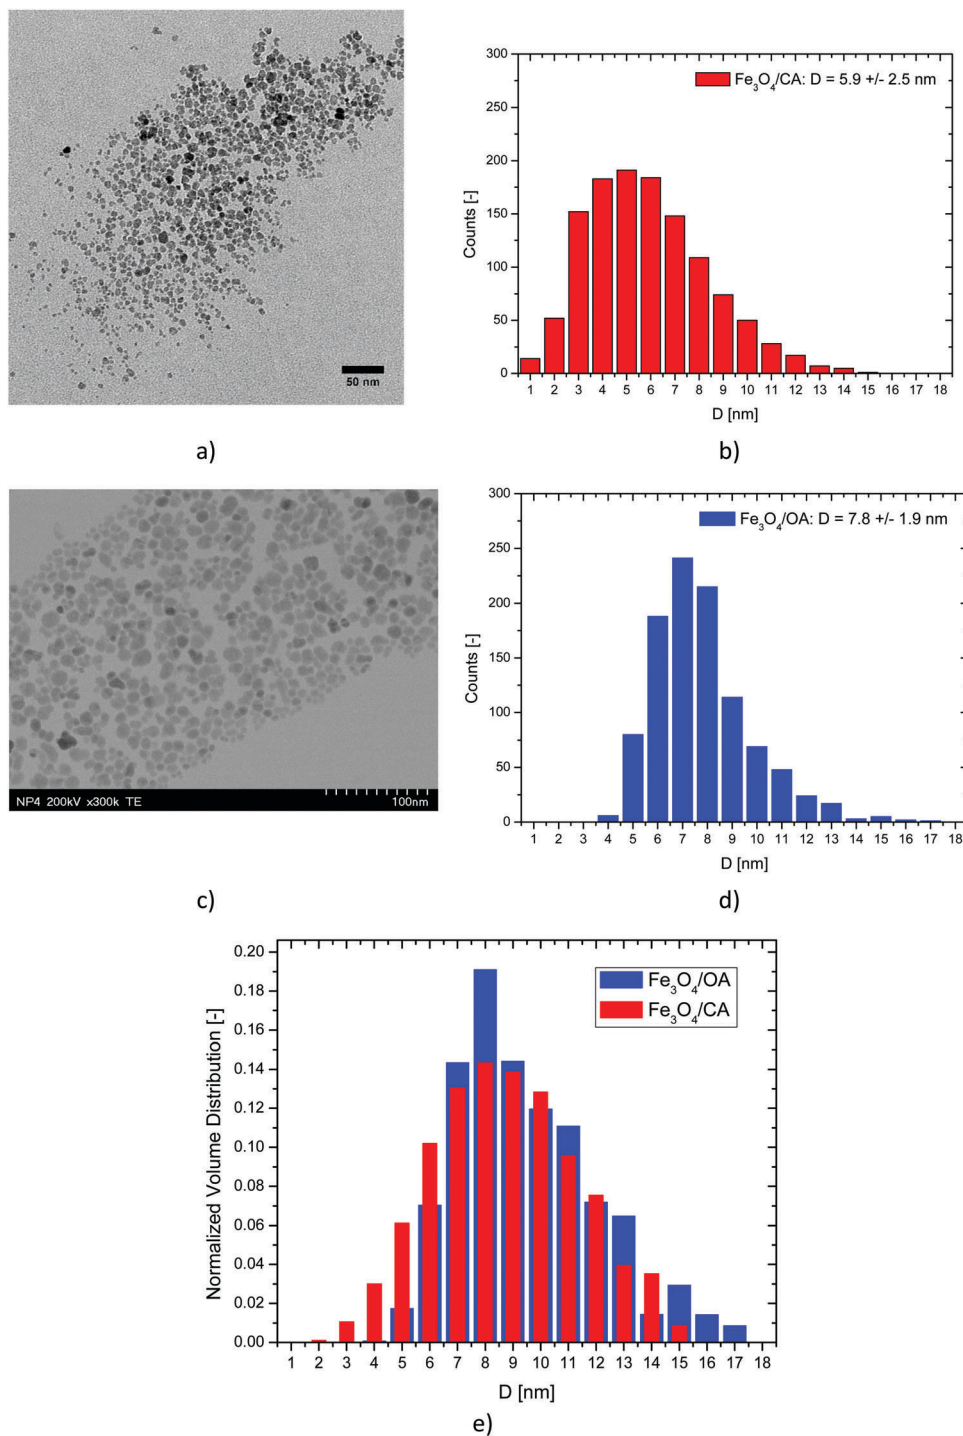 50 nm
a)
300
250
200
150
100
50
0
Counts [-]
Fe₃O₄/CA: D = 5.9 +/- 2.5 nm
1 2 3 4 5 6 7 8 9 10 11 12 13 14 15 16 17 18
D [nm]
b)
NP4 200kV x300k TE 100nm
c)
300
250
200
150
100
50
0
Counts [-]
Fe₃O₄/OA: D = 7.8 +/- 1.9 nm
1 2 3 4 5 6 7 8 9 10 11 12 13 14 15 16 17 18
D [nm]
d)
0.20
0.18
0.16
0.14
0.12
0.10
0.08
0.06
0.04
0.02
0.00
Normalized Volume Distribution [-]
Fe₃O₄/OA
Fe₃O₄/CA
1 2 3 4 5 6 7 8 9 10 11 12 13 14 15 16 17 18
D [nm]
e)